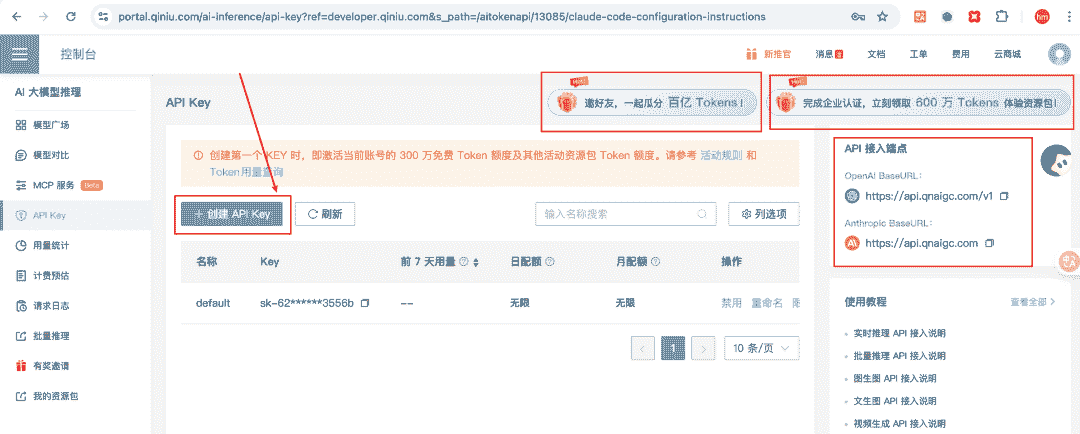 portal.qiniu.com/ai-inference/api-key?ref=developer.qiniu.com&s_path=/aitokenapi/13085/claude-code-configuration-instructions
hm
控制台
新推官
消息
文档
工单
费用
云商城
AI 大模型推理
模型广场
模型对比
MCP 服务 Beta
API Key
用量统计
计费预估
请求日志
批量推理
有奖邀请
我的资源包
API Key
邀好友，一起瓜分 百亿 Tokens！
完成企业认证，立刻领取 600 万 Tokens 体验资源包！
创建第一个 KEY 时，即激活当前账号的 300 万免费 Token 额度及其他活动资源包 Token 额度。请参考 活动规则 和
Token用量查询
+ 创建 API Key
刷新
输入名称搜索
列选项
名称 Key 前 7 天用量 日配额 月配额 操作
default sk-62******3556b -- 无限 无限 禁用 重命名
1
10 条/页
API 接入端点
OpenAI BaseURL：
https://api.qnaigc.com/v1
Anthropic BaseURL：
https://api.qnaigc.com
使用教程 查看全部
实时推理 API 接入说明
批量推理 API 接入说明
图生图 API 接入说明
文生图 API 接入说明
视频生成 API 接入说明